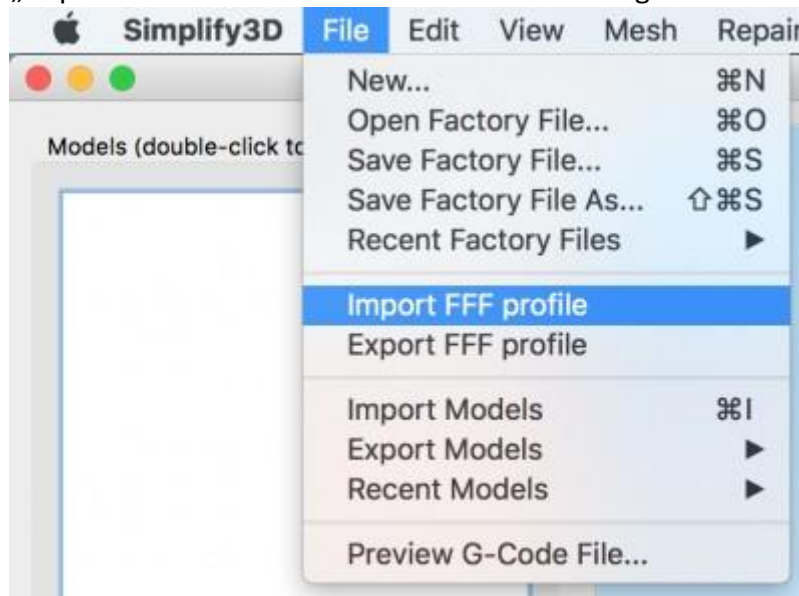 Simplify3D File Edit View Mesh Repair
Models (double-click to
New... ⌘N
Open Factory File... ⌘O
Save Factory File... ⌘S
Save Factory File As... ⇧⌘S
Recent Factory Files ▶
Import FFF profile
Export FFF profile
Import Models ⌘I
Export Models ▶
Recent Models ▶
Preview G-Code File...